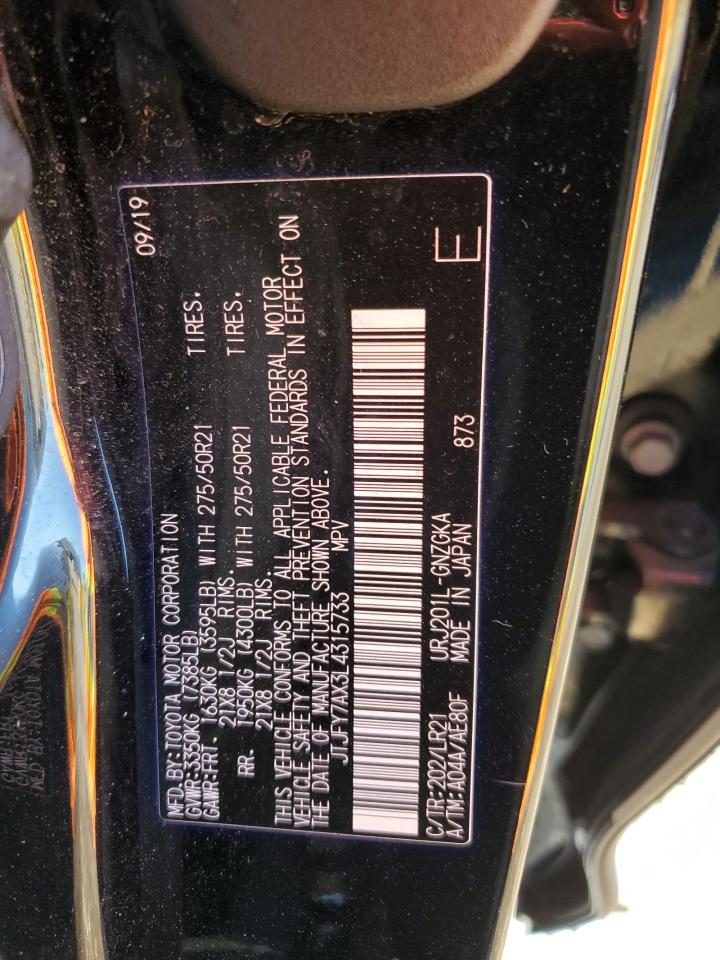 MFD. BY:TOYOTA MOTOR CORPORATION 09/19
GVWR:3350KG (7385LB)
GAWR:FRT. 1630KG (3595LB) WITH 275/50R21 TIRES.
21X8 1/2J RIMS.
RR. 1950KG (4300LB) WITH 275/50R21 TIRES.
21X8 1/2J RIMS.
THIS VEHICLE CONFORMS TO ALL APPLICABLE FEDERAL MOTOR
VEHICLE SAFETY AND THEFT PREVENTION STANDARDS IN EFFECT ON
THE DATE OF MANUFACTURE SHOWN ABOVE.
JTJFY7AX3L4315733 MPV
C/TR:202/LR21 URJ201L-GNZGKA 873
A/TM:A04A/AE80F MADE IN JAPAN E